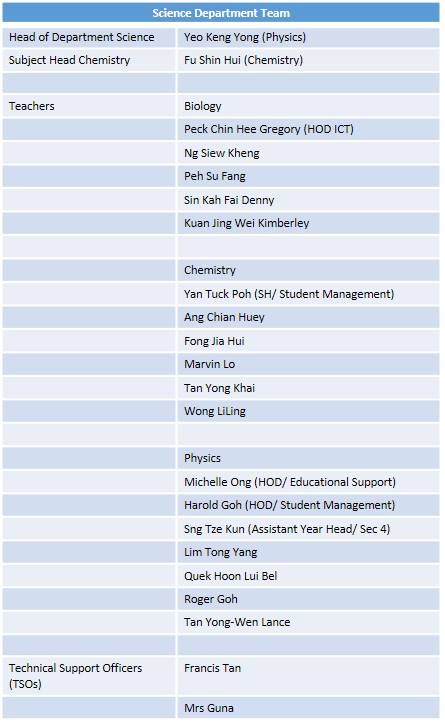 Science Department Team
Head of Department Science Yeo Keng Yong (Physics)
Subject Head Chemistry Fu Shin Hui (Chemistry)
Teachers Biology
Peck Chin Hee Gregory (HOD ICT)
Ng Siew Kheng
Peh Su Fang
Sin Kah Fai Denny
Kuan Jing Wei Kimberley
Chemistry
Yan Tuck Poh (SH/ Student Management)
Ang Chian Huey
Fong Jia Hui
Marvin Lo
Tan Yong Khai
Wong LiLing
Physics
Michelle Ong (HOD/ Educational Support)
Harold Goh (HOD/ Student Management)
Sng Tze Kun (Assistant Year Head/ Sec 4)
Lim Tong Yang
Quek Hoon Lui Bel
Roger Goh
Tan Yong-Wen Lance
Technical Support Officers Francis Tan
(TSOs)
Mrs Guna